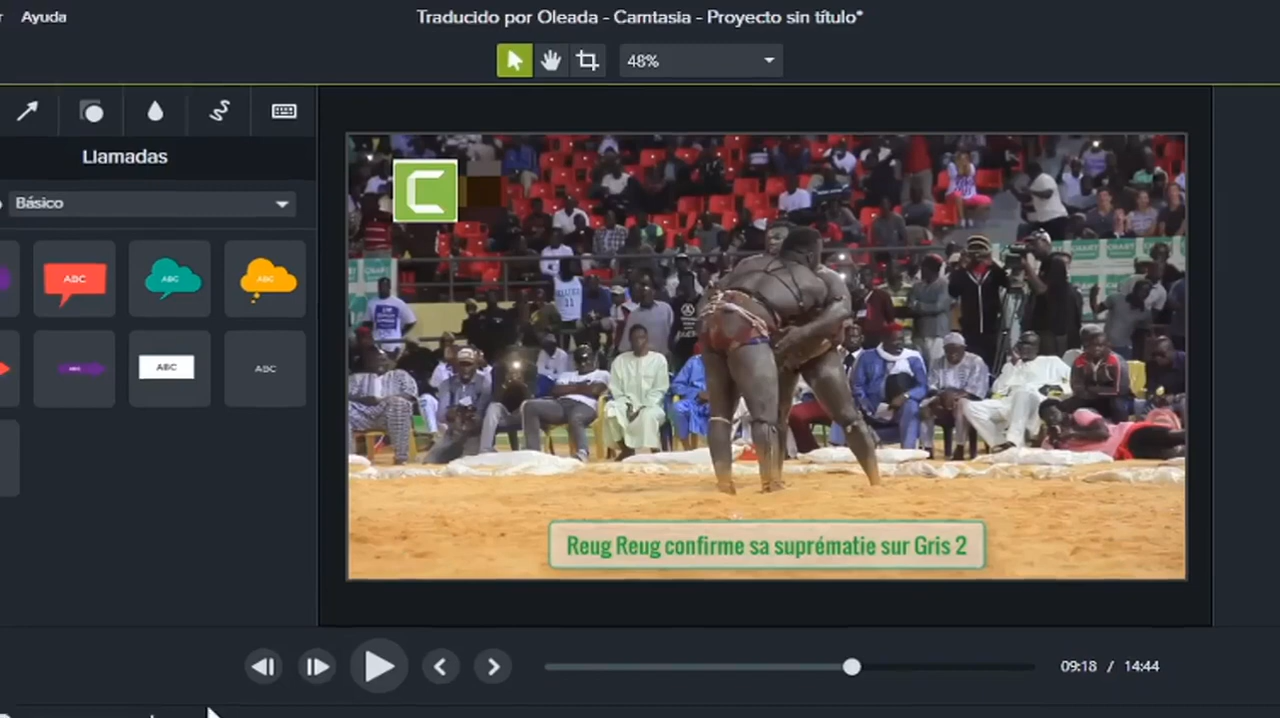 Ayuda
Traducido por Oleada - Camtasia - Proyecto sin título*
48%
Llamadas
Básico
ABC
ABC
ABC
ABC
ABC
ABC
Reug Reug confirme sa suprématie sur Gris 2
09:18 / 14:44